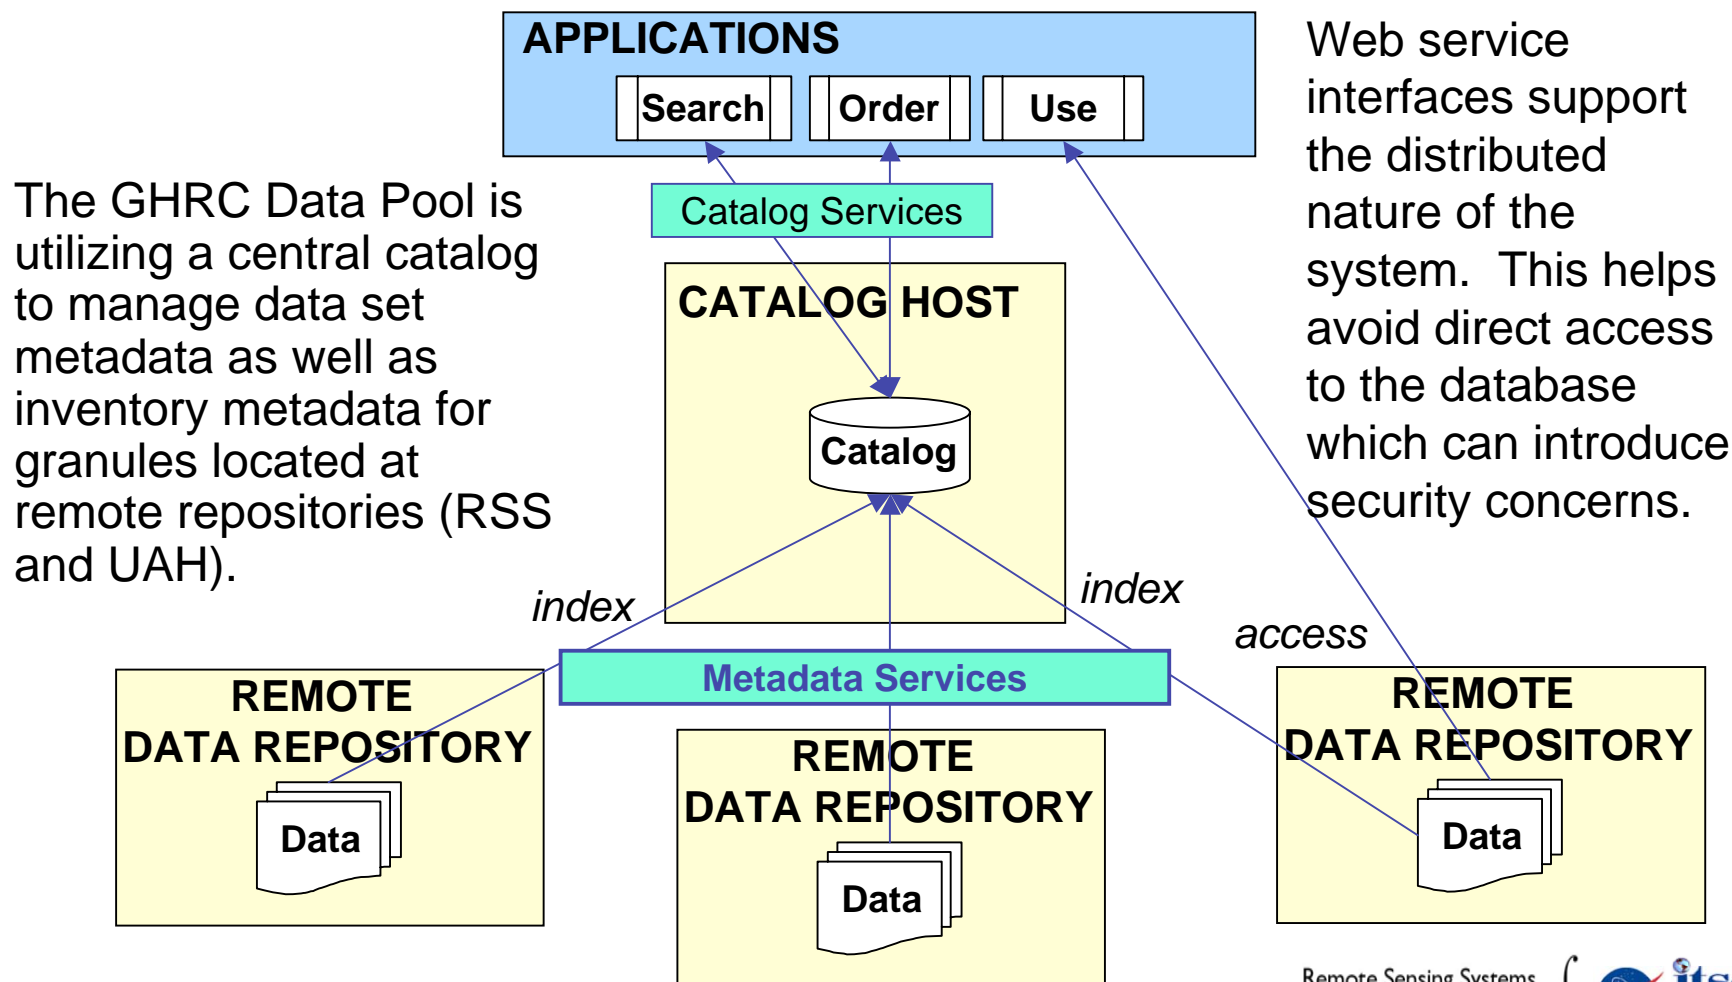 APPLICATIONS
Search
Order
Use
Catalog Services
The GHRC Data Pool is
utilizing a central catalog
to manage data set
metadata as well as
inventory metadata for
granules located at
remote repositories (RSS
and UAH).
Web service
interfaces support
the distributed
nature of the
system.  This helps
avoid direct access
to the database
which can introduce
security concerns.
CATALOG HOST
Catalog
index
index
access
Metadata Services
REMOTE
DATA REPOSITORY
Data
REMOTE
DATA REPOSITORY
Data
REMOTE
DATA REPOSITORY
Data
Remote Sensing Systems